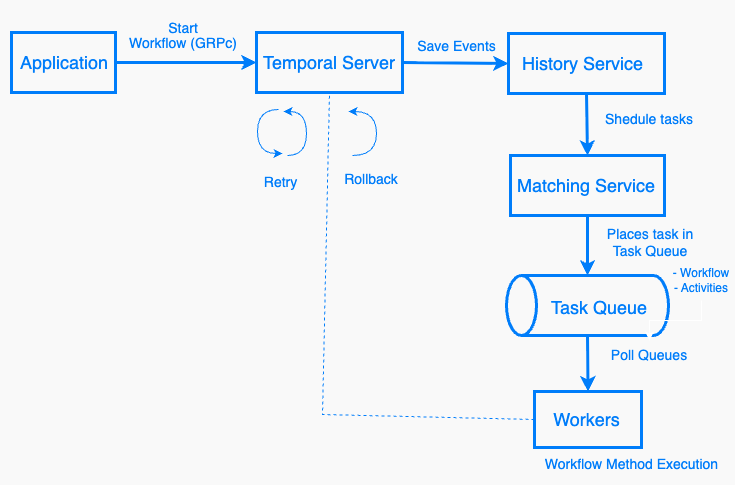 Start
Workflow (GRPc)
Application
Temporal Server
Save Events
History Service
Shedule tasks
Retry
Rollback
Matching Service
Places task in
Task Queue
- Workflow
- Activities
Task Queue
Poll Queues
Workers
Workflow Method Execution